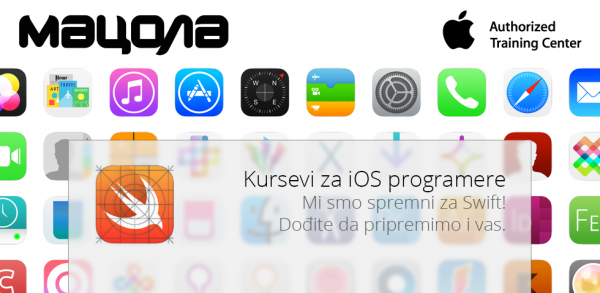 мацола
Authorized
Training Center
Kursevi za iOS programere
Mi smo spremni za Swift!
Dođite da pripremimo i vas.